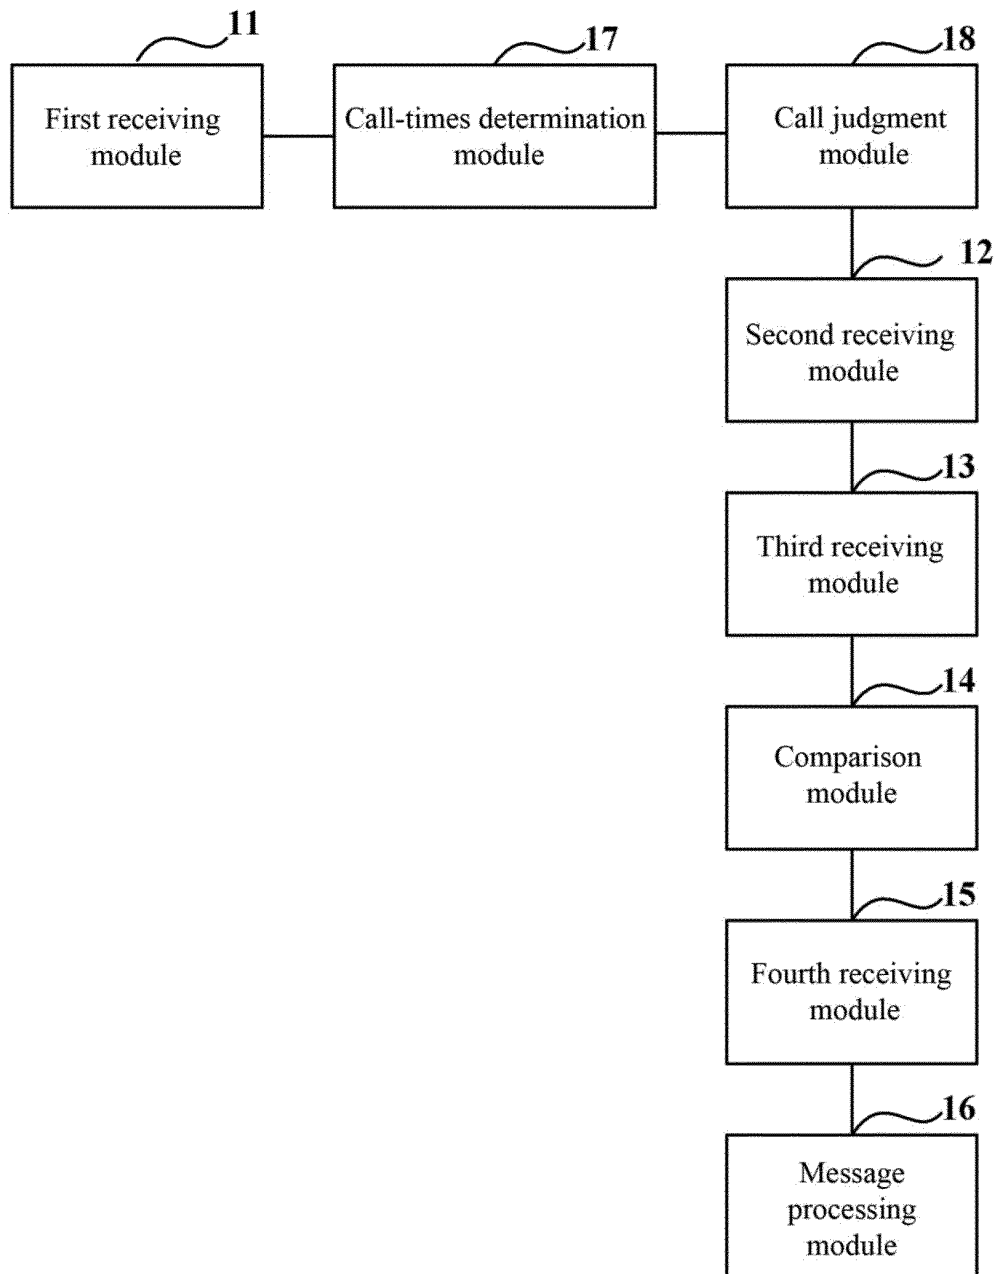 11
17
18
First receiving
module
Call-times determination
module
Call judgment
module
12
Second receiving
module
13
Third receiving
module
14
Comparison
module
15
Fourth receiving
module
16
Message
processing
module